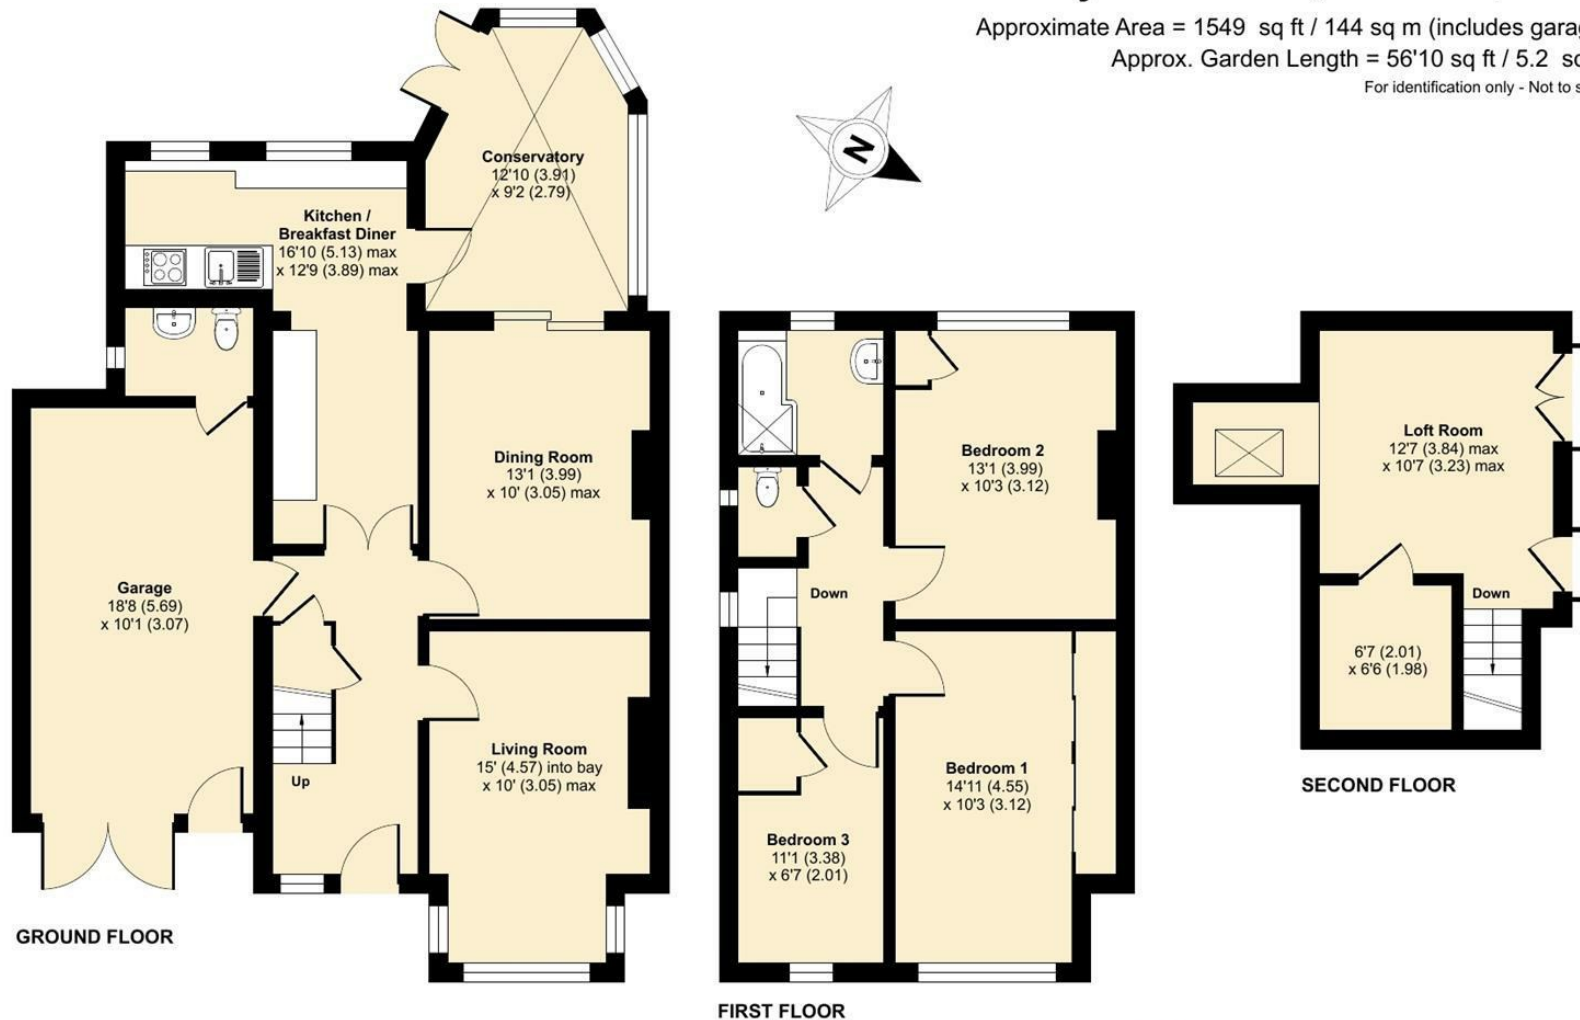 Approximate Area = 1549 sq ft / 144 sq m (includes garag
Approx. Garden Length = 56'10 sq ft / 5.2 sq
For identification only - Not to s
N
Conservatory
12'10 (3.91)
x 9'2 (2.79)
Kitchen /
Breakfast Diner
16'10 (5.13) max
x 12'9 (3.89) max
Dining Room
13'1 (3.99)
x 10' (3.05) max
Garage
18'8 (5.69)
x 10'1 (3.07)
Living Room
15' (4.57) into bay
x 10' (3.05) max
Up
GROUND FLOOR
Bedroom 2
13'1 (3.99)
x 10'3 (3.12)
Down
Bedroom 1
14'11 (4.55)
x 10'3 (3.12)
Bedroom 3
11'1 (3.38)
x 6'7 (2.01)
FIRST FLOOR
Loft Room
12'7 (3.84) max
x 10'7 (3.23) max
Down
6'7 (2.01)
x 6'6 (1.98)
SECOND FLOOR